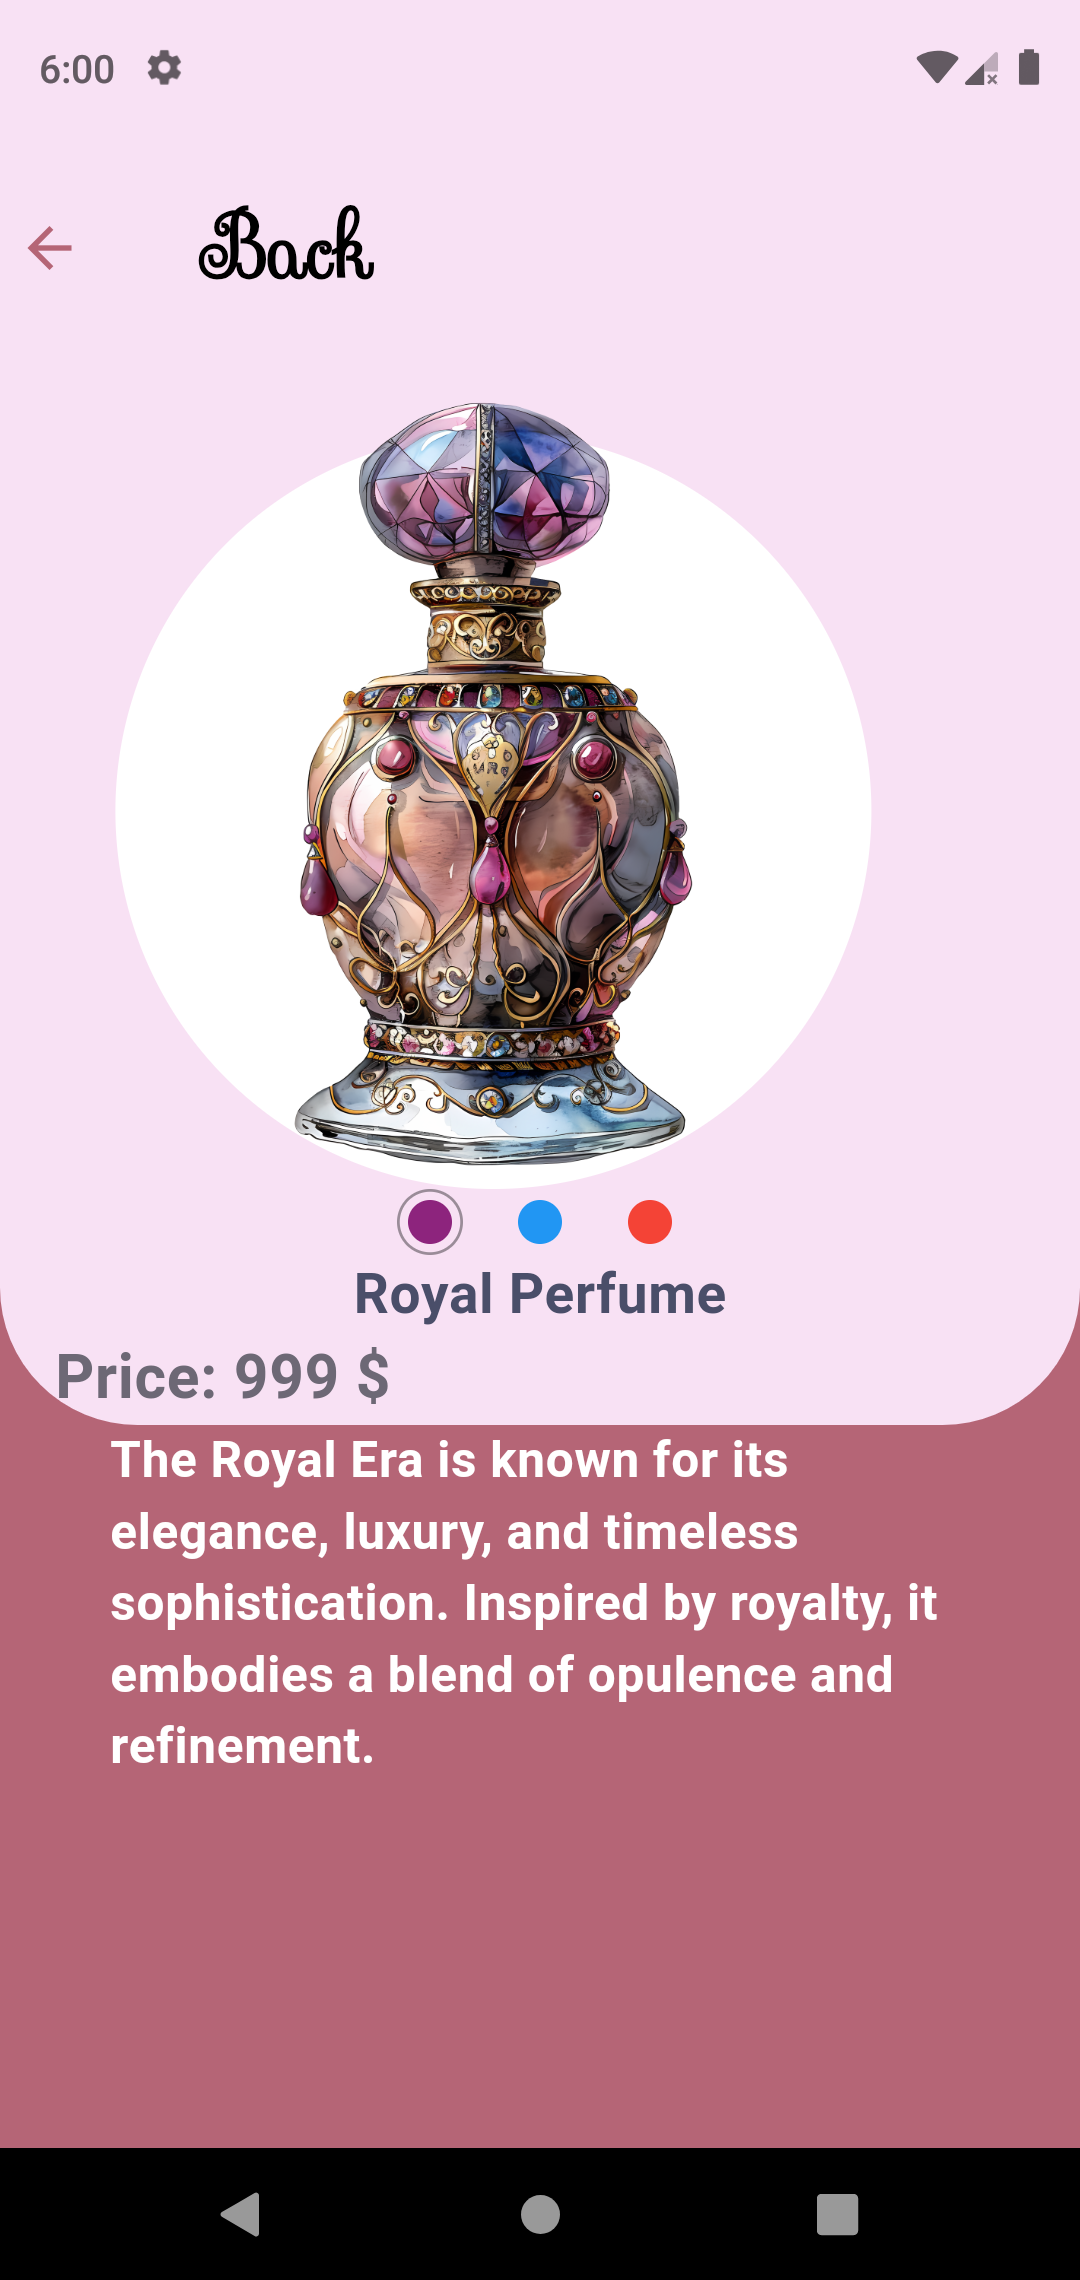 6:00
Back
Royal Perfume
Price: 999 $
The Royal Era is known for its
elegance, luxury, and timeless
sophistication. Inspired by royalty, it
embodies a blend of opulence and
refinement.